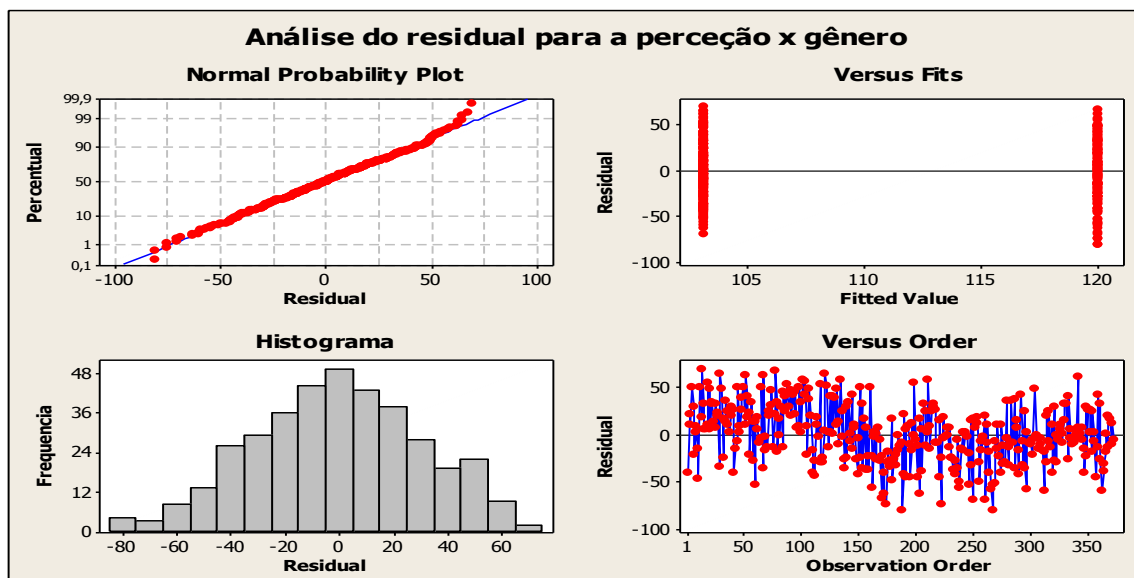 Análise do residual para a perceção x gênero
Normal Probability Plot
Percentual
99,9
99
90
50
10
1
0,1
-100 -50 0 50 100
Residual
Versus Fits
Residual
50
0
-50
-100
105 110 115 120
Fitted Value
Histograma
Frequencia
48
36
24
12
0
-80 -60 -40 -20 0 20 40 60
Residual
Versus Order
Residual
50
0
-50
-100
1 50 100 150 200 250 300 350
Observation Order